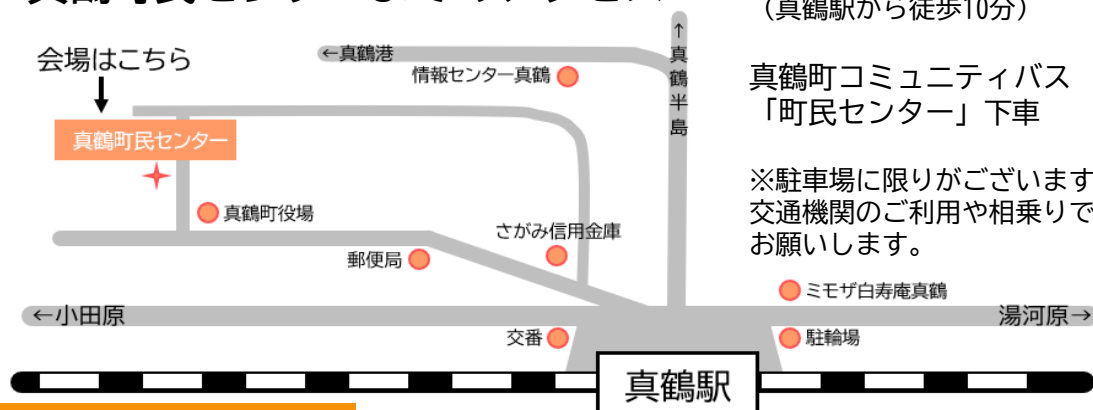 （真鶴駅から徒歩10分）
真鶴町コミュニティバス
「町民センター」下車
※駐車場に限りがございます
交通機関のご利用や相乗りで
お願いします。
会場はこちら
←真鶴港
情報センター真鶴
↑真鶴半島
真鶴町民センター
真鶴町役場
さがみ信用金庫
郵便局
ミモザ白寿庵真鶴
←小田原
湯河原→
交番
駐輪場
真鶴駅